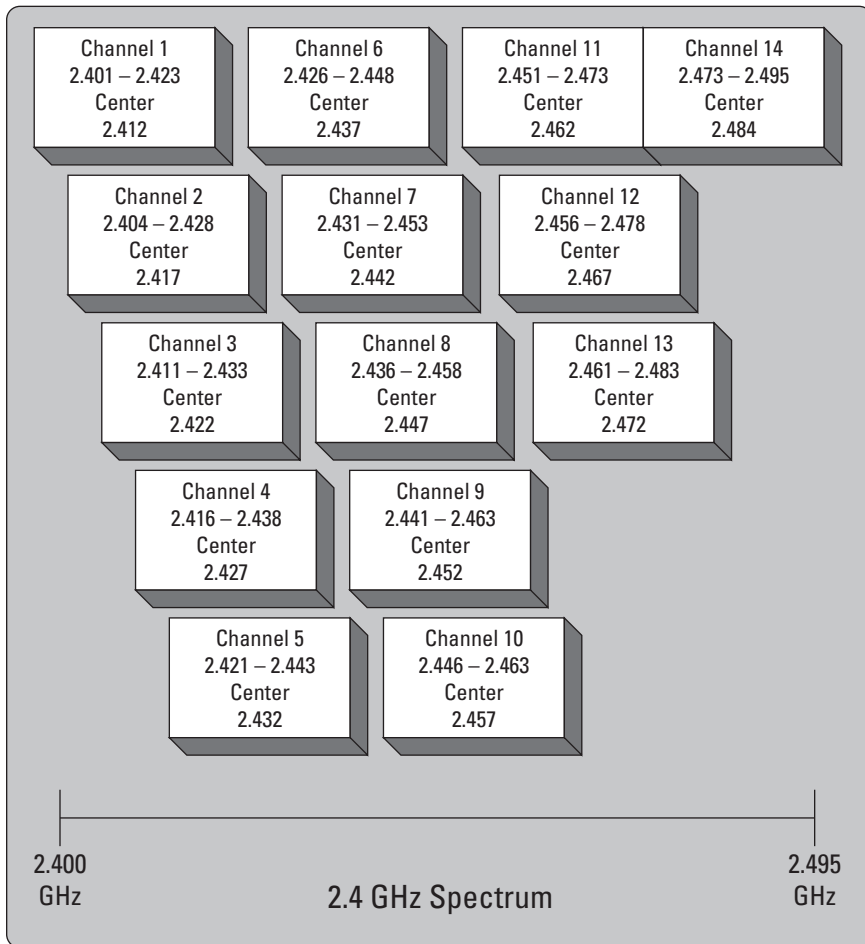 Channel 1
2.401 – 2.423
Center
2.412
Channel 6
2.426 – 2.448
Center
2.437
Channel 11
2.451 – 2.473
Center
2.462
Channel 14
2.473 – 2.495
Center
2.484
Channel 2
2.404 – 2.428
Center
2.417
Channel 7
2.431 – 2.453
Center
2.442
Channel 12
2.456 – 2.478
Center
2.467
Channel 3
2.411 – 2.433
Center
2.422
Channel 8
2.436 – 2.458
Center
2.447
Channel 13
2.461 – 2.483
Center
2.472
Channel 4
2.416 – 2.438
Center
2.427
Channel 9
2.441 – 2.463
Center
2.452
Channel 5
2.421 – 2.443
Center
2.432
Channel 10
2.446 – 2.463
Center
2.457
2.400
GHz
2.4 GHz Spectrum
2.495
GHz